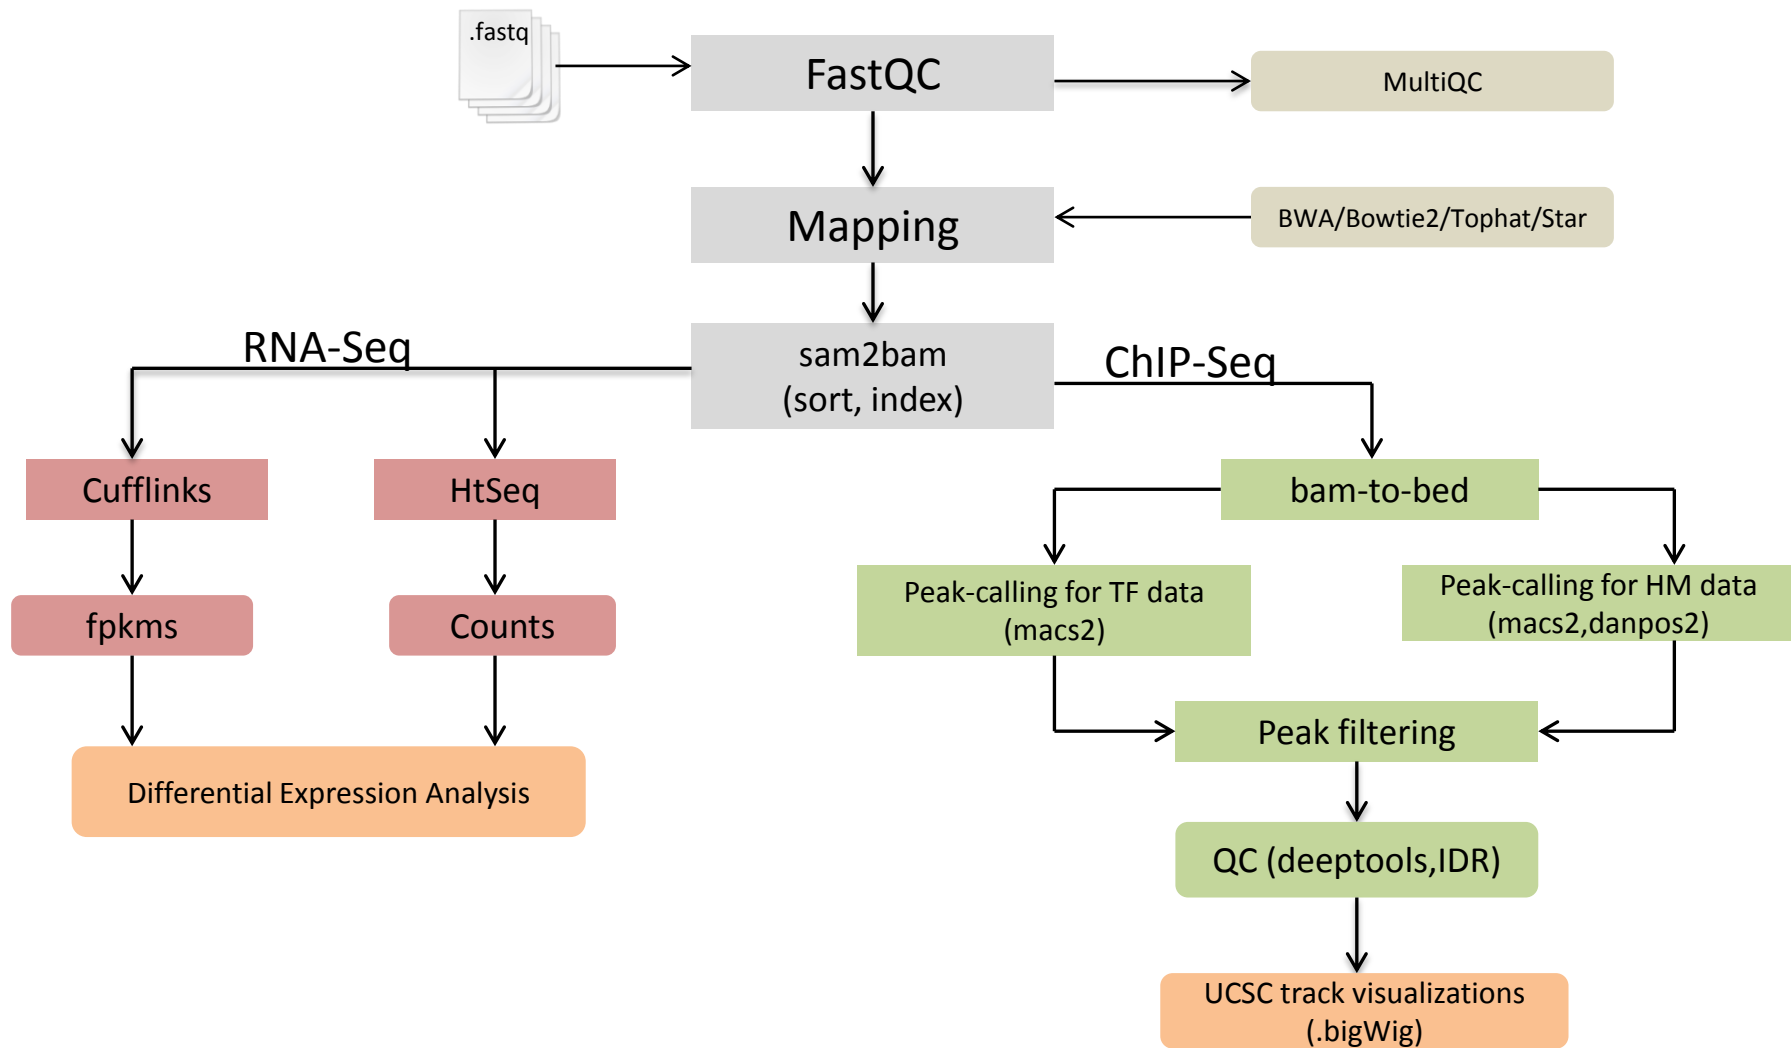 .fastq
FastQC
MultiQC
Mapping
BWA/Bowtie2/Tophat/Star
RNA-Seq
sam2bam
(sort, index)
ChIP-Seq
Cufflinks
HtSeq
bam-to-bed
fpkms
Counts
Peak-calling for TF data
(macs2)
Peak-calling for HM data
(macs2,danpos2)
Peak filtering
Differential Expression Analysis
QC (deeptools,IDR)
UCSC track visualizations
(.bigWig)